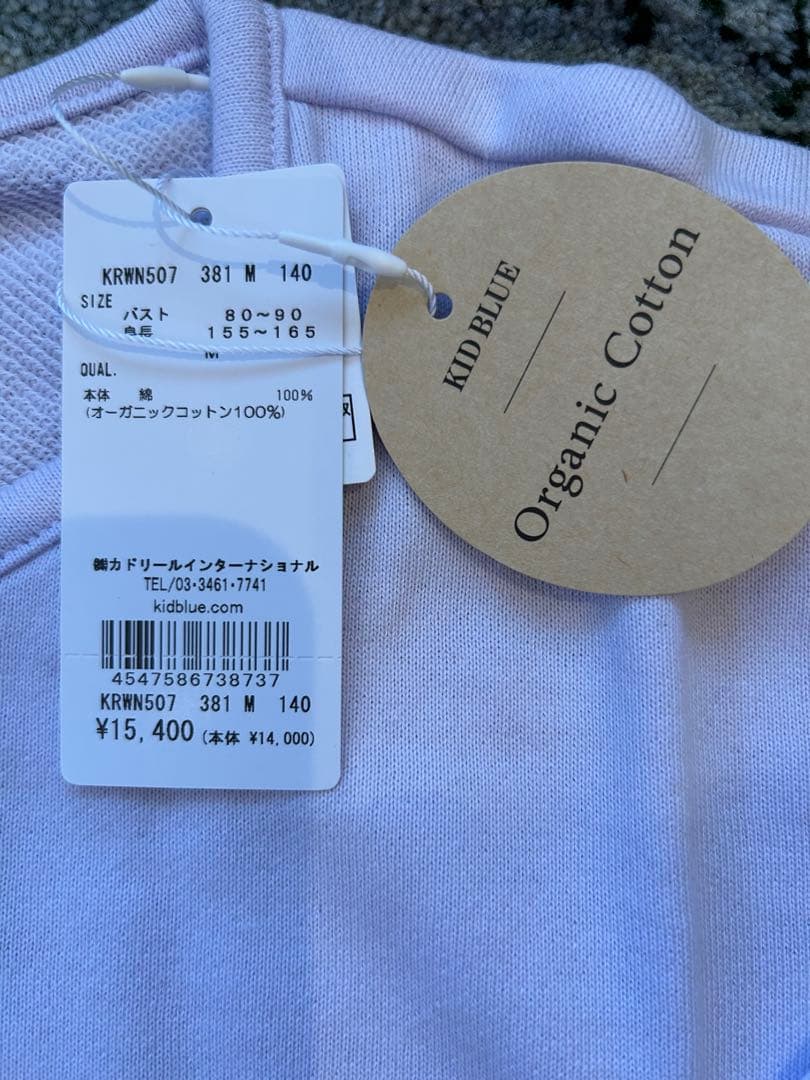 KRWN507 381 M 140
SIZE
バスト 80~90
身長 155~165
M
QUAL.
本体 綿 100%
(オーガニックコットン100%)
㈱カドリールインターナショナル
TEL/03・3461・7741
kidblue.com
4547586738737
KRWN507 381 M 140
¥15,400 (本体 ¥14,000)
KID BLUE
Organic Cotton